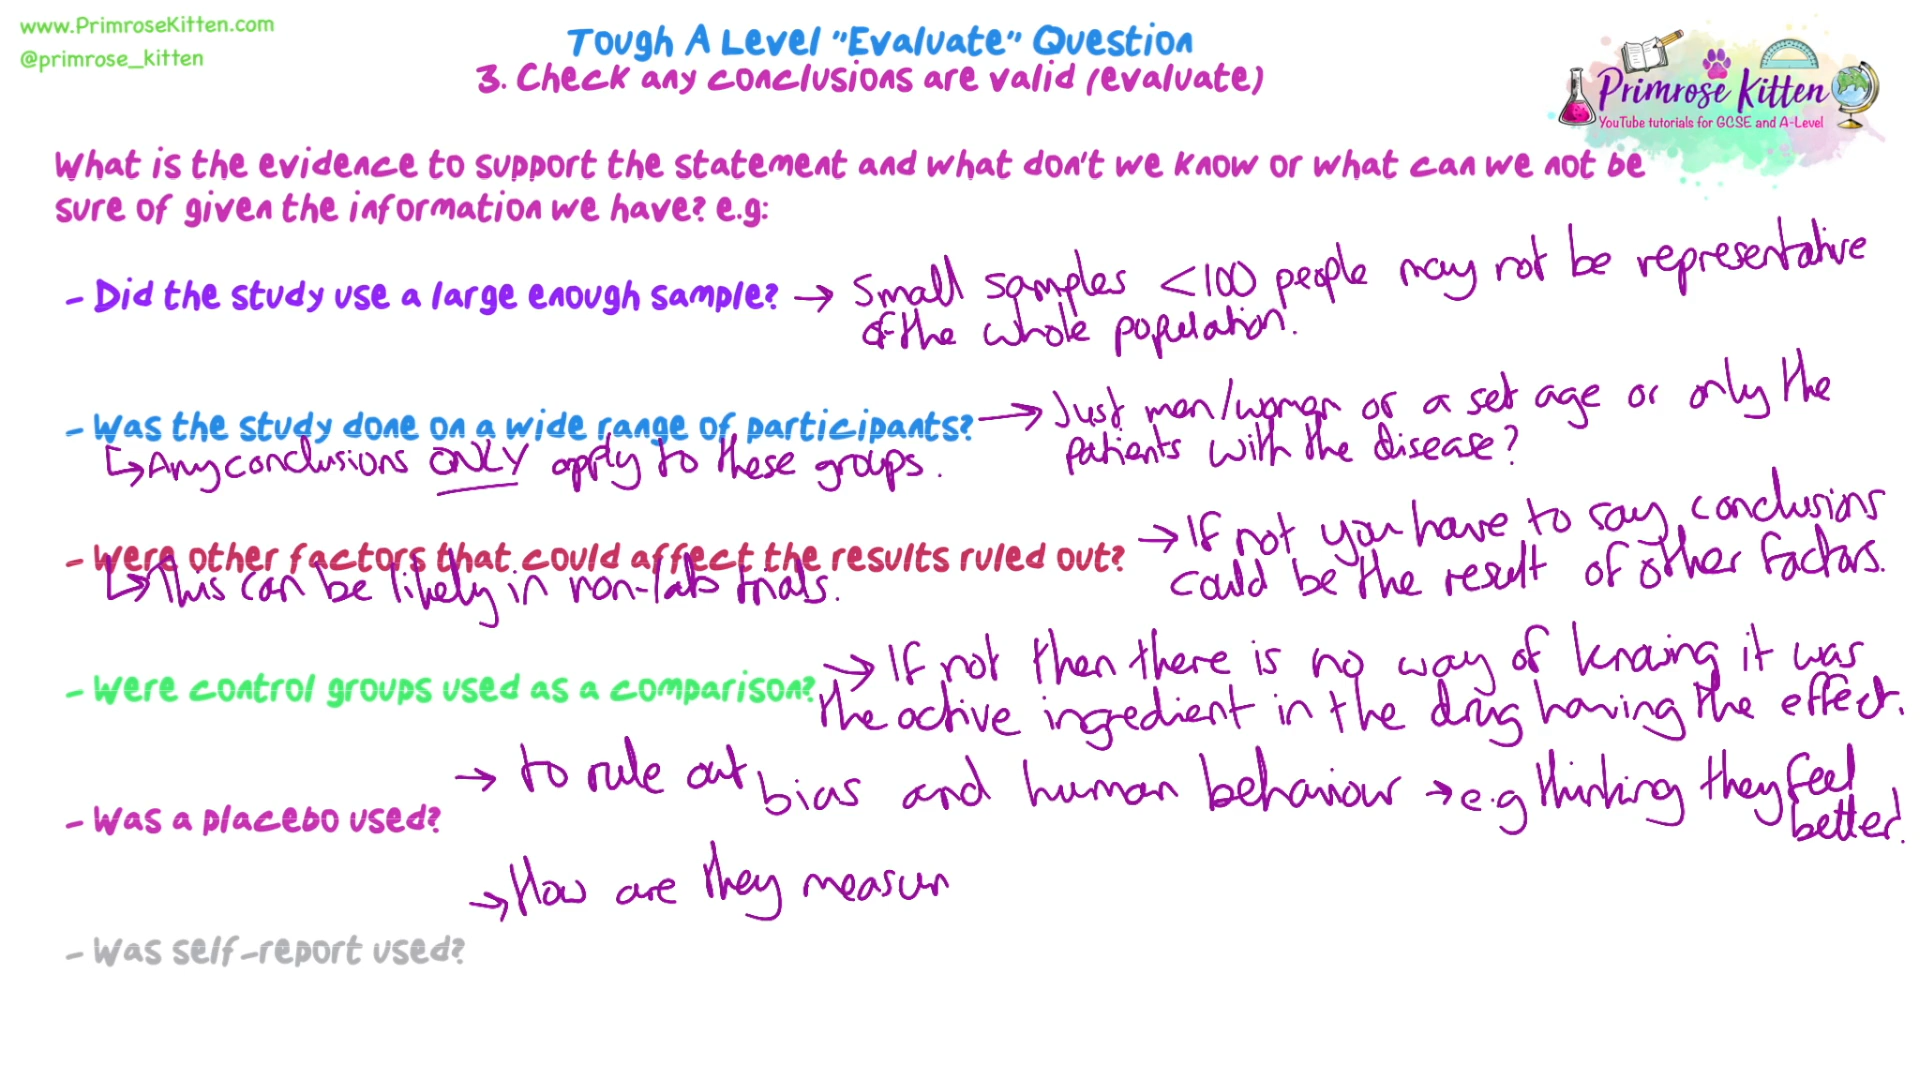 www.PrimroseKitten.com
@primrose_kitten
Tough A Level "Evaluate" Question
3. Check any conclusions are valid (evaluate)
Primrose Kitten
YouTube tutorials for GCSE and A-Level
What is the evidence to support the statement and what don't we know or what can we not be
sure of given the information we have? e.g:
- Did the study use a large enough sample? → Small samples <100 people may not be representative
of the whole population.
- Was the study done on a wide range of participants? → Just men/women or a set age or only the
patients with the disease?
↳ Any conclusions ONLY apply to these groups.
- Were other factors that could affect the results ruled out? → If not you have to say conclusions
could be the result of other factors.
↳ This can be likely in non-lab trials.
- Were control groups used as a comparison? → If not then there is no way of knowing it was
the active ingredient in the drug having the effect.
- Was a placebo used? → to rule out bias and human behaviour → e.g thinking they feel
better.
→ How are they measur
- Was self-report used?